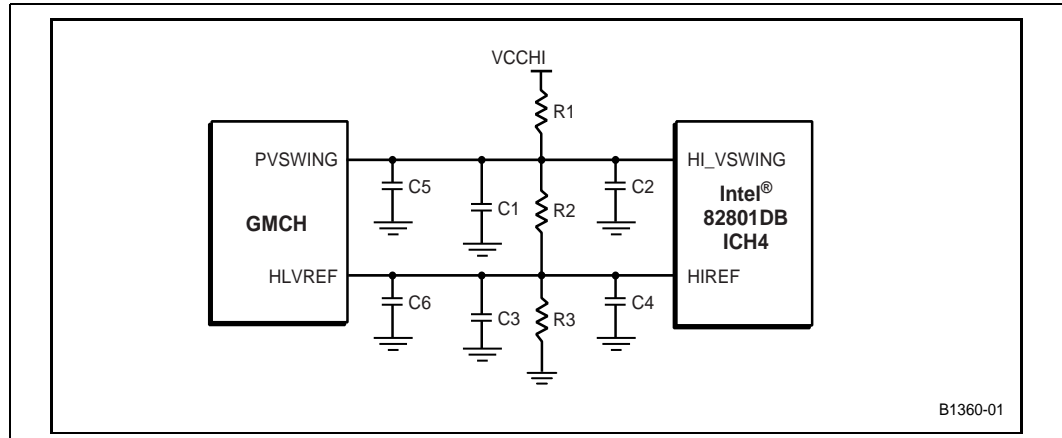 VCCHI
R1
PVSWING
HI_VSWING
C5
C1
C2
R2
GMCH
Intel®
82801DB
ICH4
HLVREF
HIREF
C6
C3
R3
C4
B1360-01